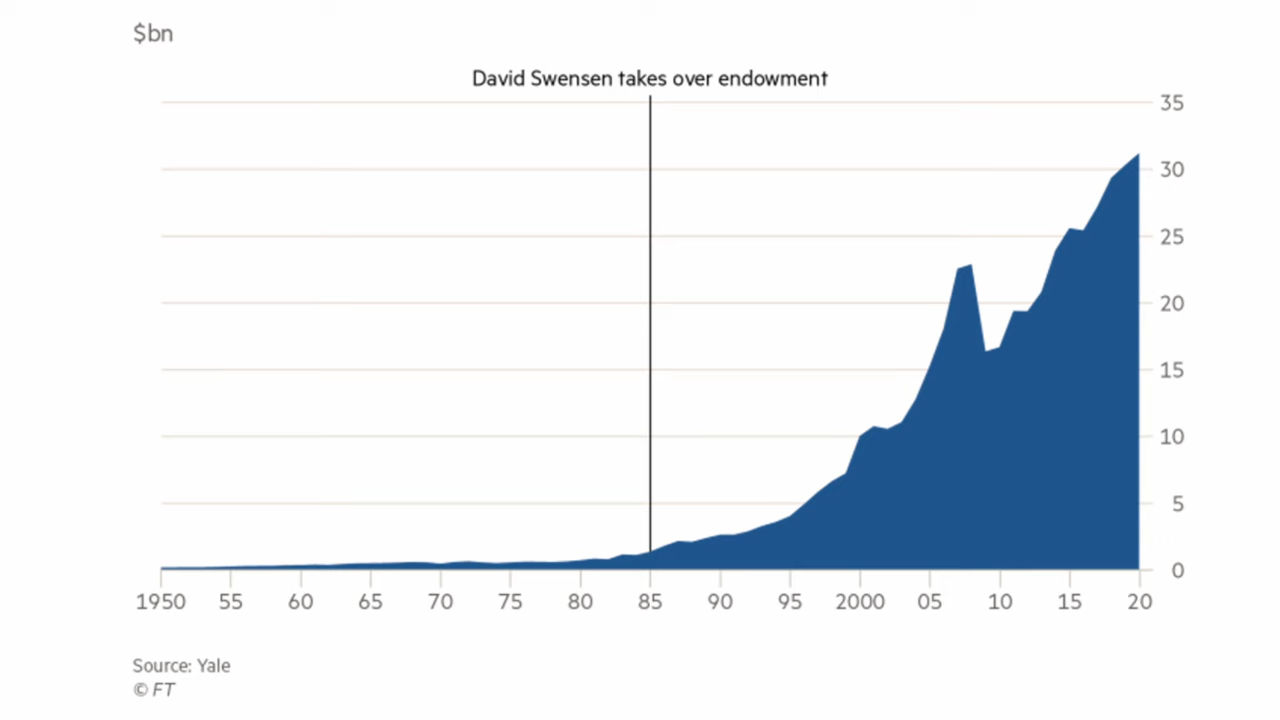 $bn
David Swensen takes over endowment
35
30
25
20
15
10
5
0
1950 55 60 65 70 75 80 85 90 95 2000 05 10 15 20
Source: Yale
© FT